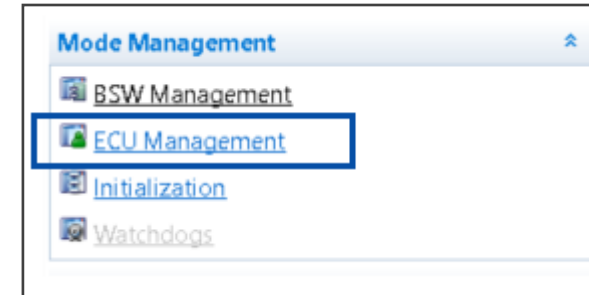 Mode Management
BSW Management
ECU Management
Initialization
Watchdogs